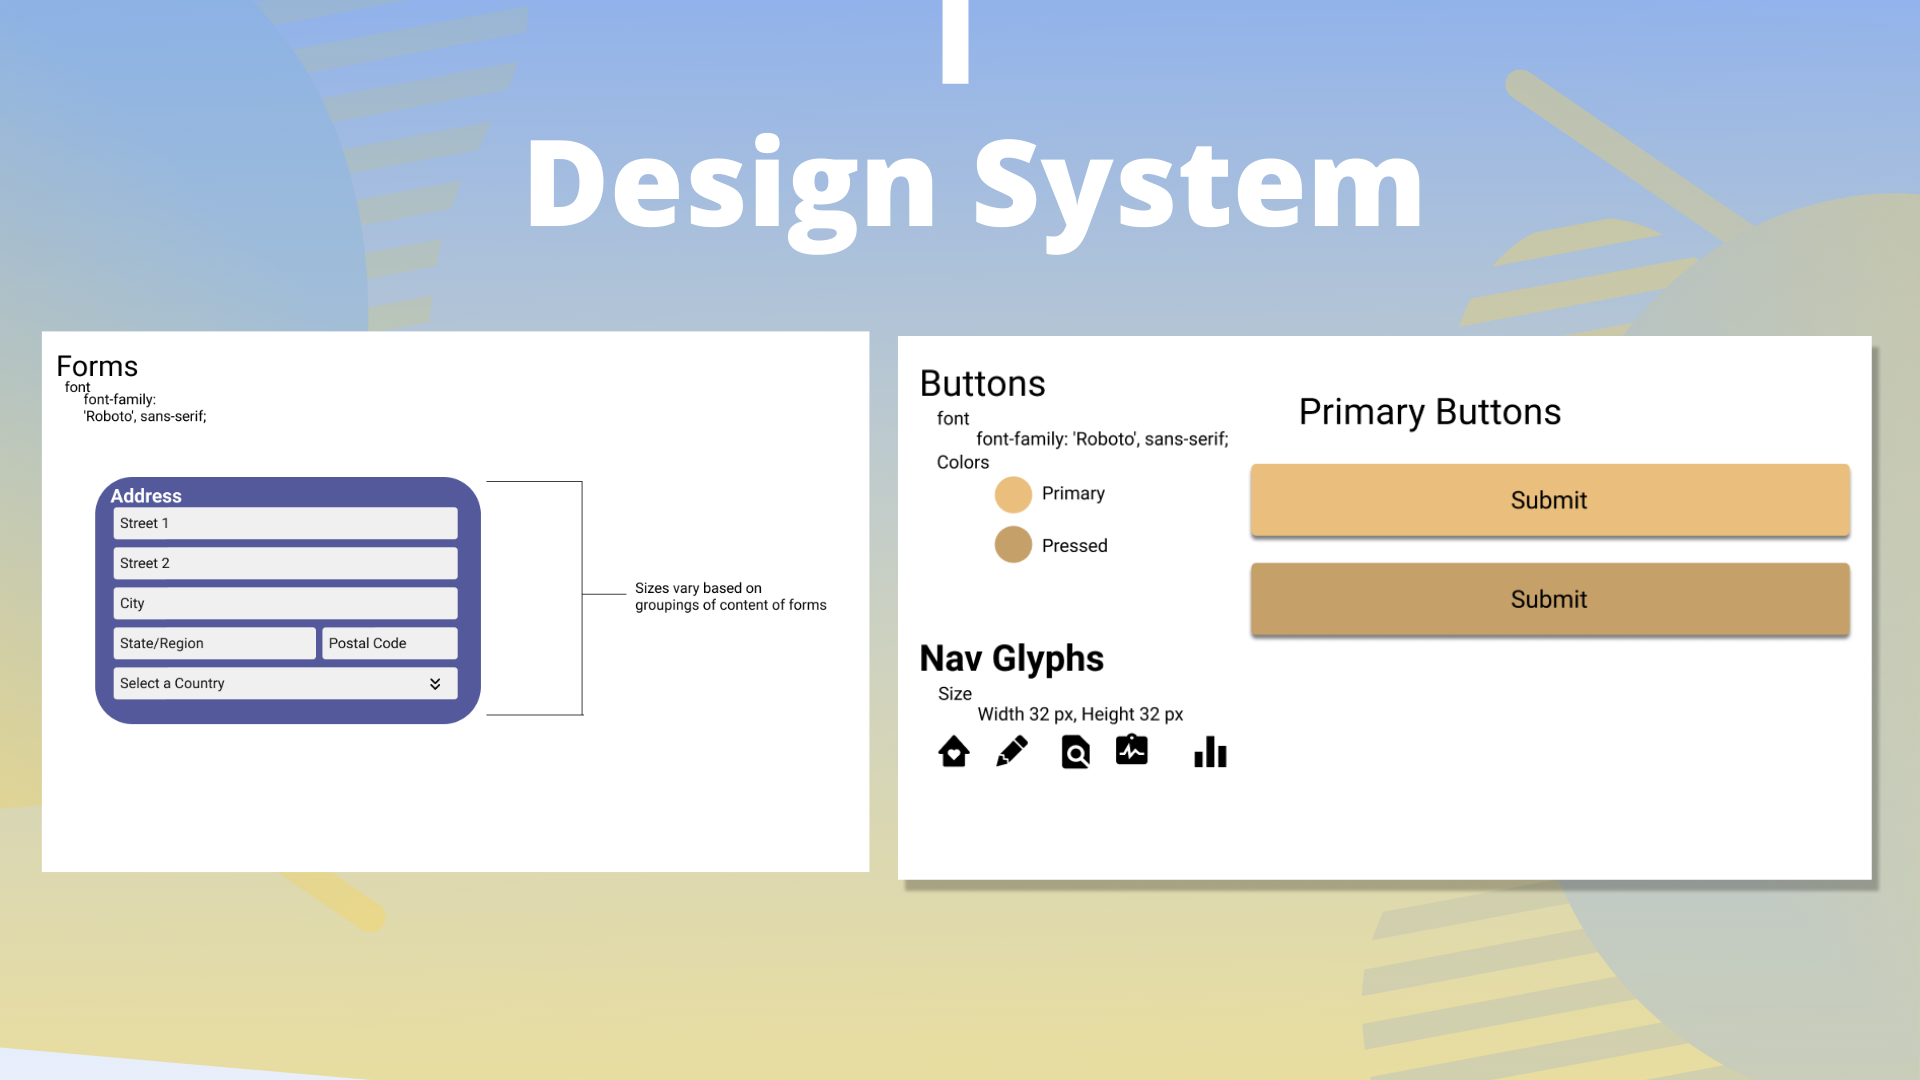 Design System
Forms
font
font-family:
'Roboto', sans-serif;
Address
Street 1
Street 2
City
State/Region
Postal Code
Select a Country
Sizes vary based on
groupings of content of forms
Buttons
font
font-family: 'Roboto', sans-serif;
Colors
Primary
Pressed
Primary Buttons
Submit
Submit
Nav Glyphs
Size
Width 32 px, Height 32 px